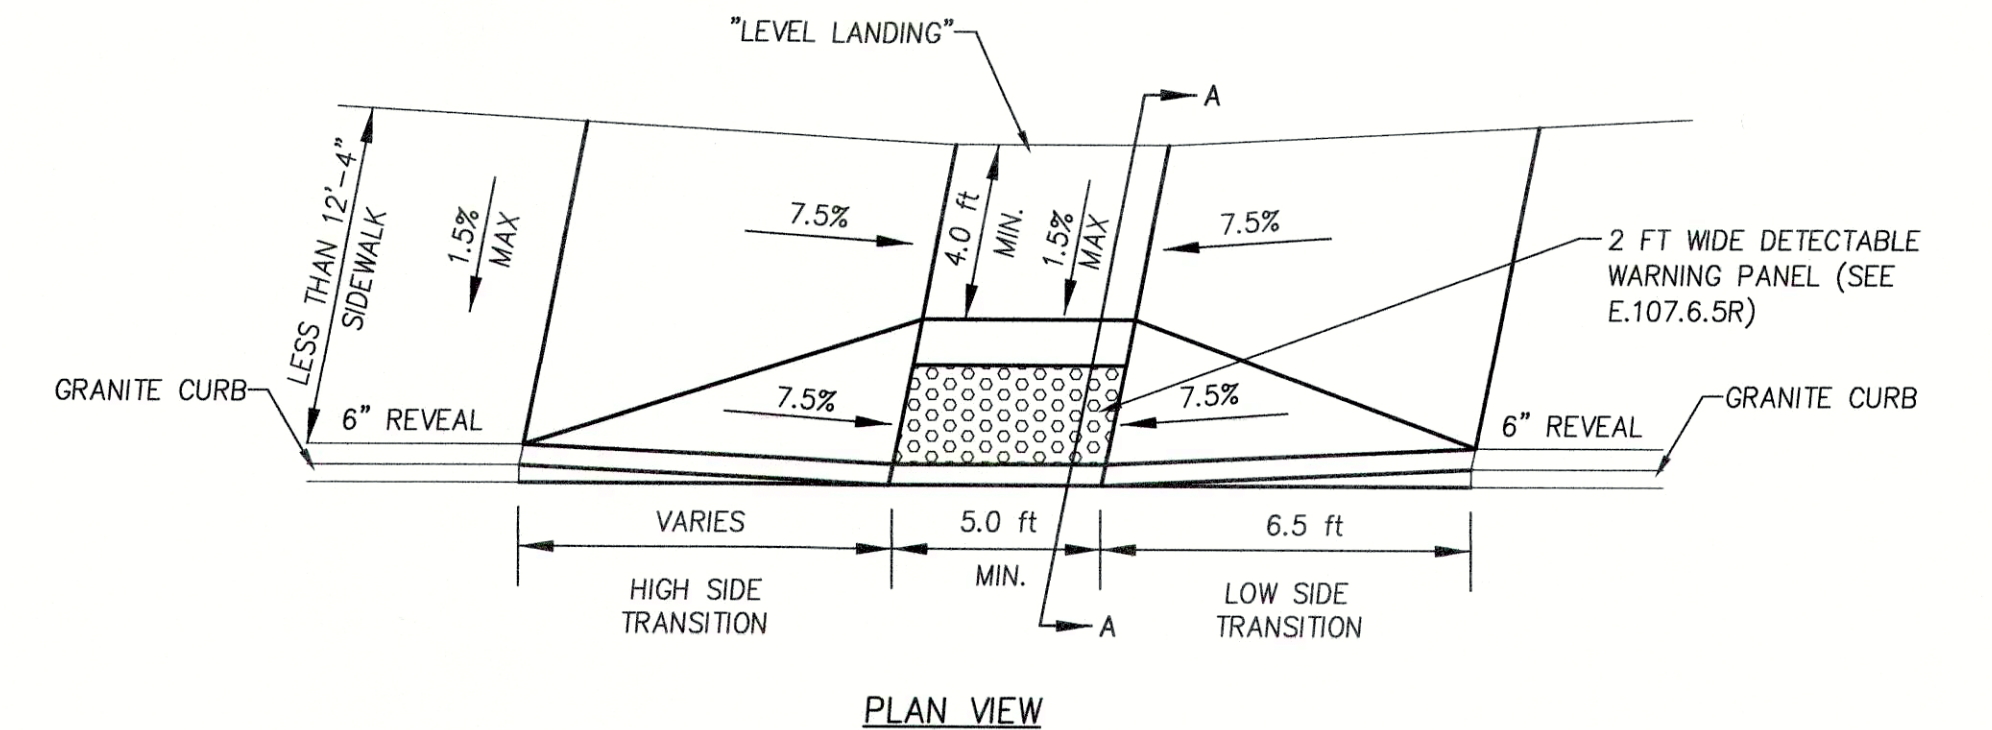 "LEVEL LANDING"
A
LESS THAN 12'-4"
SIDEWALK
1.5%
MAX
7.5%
4.0 ft
MIN.
1.5%
MAX
7.5%
2 FT WIDE DETECTABLE
WARNING PANEL (SEE
E.107.6.5R)
GRANITE CURB
6" REVEAL
7.5%
7.5%
6" REVEAL
GRANITE CURB
VARIES
5.0 ft
MIN.
6.5 ft
HIGH SIDE
TRANSITION
LOW SIDE
TRANSITION
A
PLAN VIEW